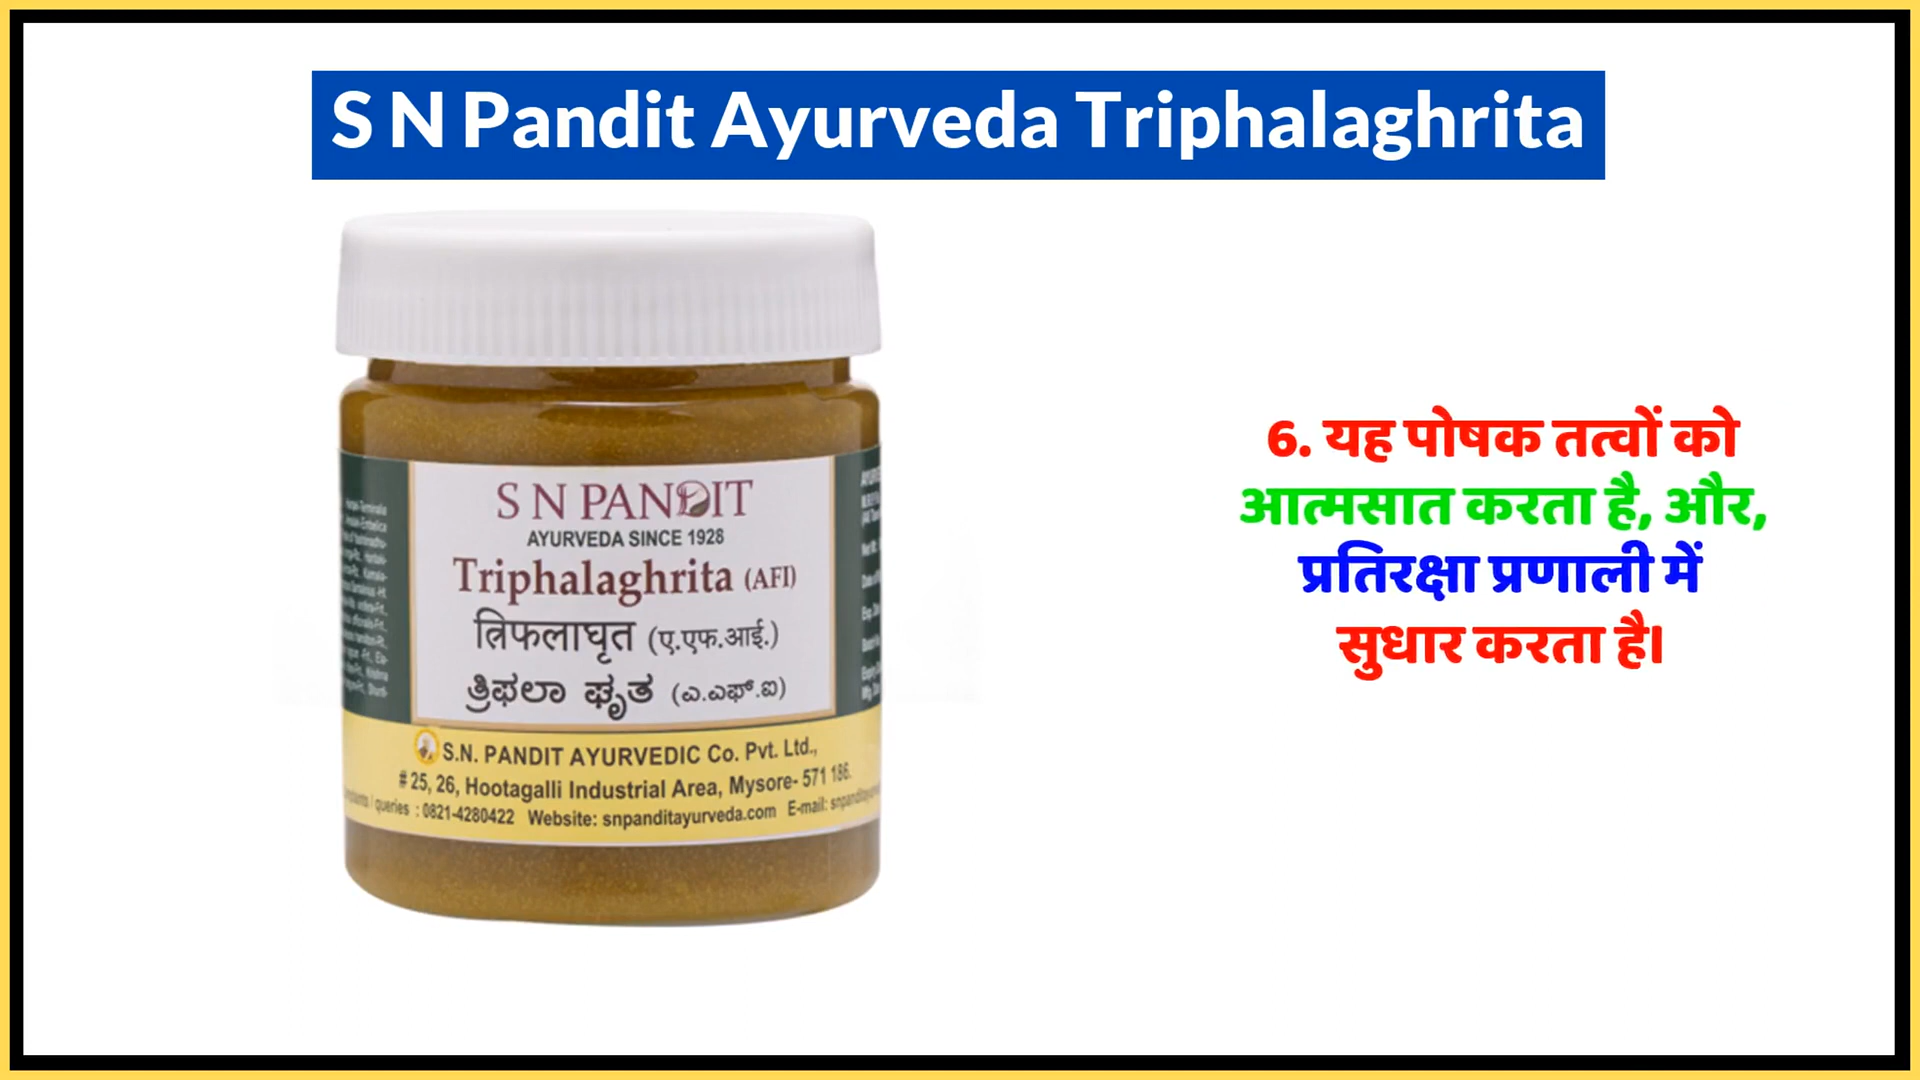 S N Pandit Ayurveda Triphalaghrita
S N PANDIT
AYURVEDA SINCE 1928
Triphalaghrita (AFI)
त्रिफलाघृत (ए.एफ.आई.)
ತ್ರಿಫಲಾ ಘೃತ (ಎ.ಎಫ್.ಐ)
S.N. PANDIT AYURVEDIC Co. Pvt. Ltd.,
# 25, 26, Hootagalli Industrial Area, Mysore- 571 186.
queries : 0821-4280422 Website: snpanditayurveda.com E-mail:
6. यह पोषक तत्वों को
आत्मसात करता है, और,
प्रतिरक्षा प्रणाली में
सुधार करता है।